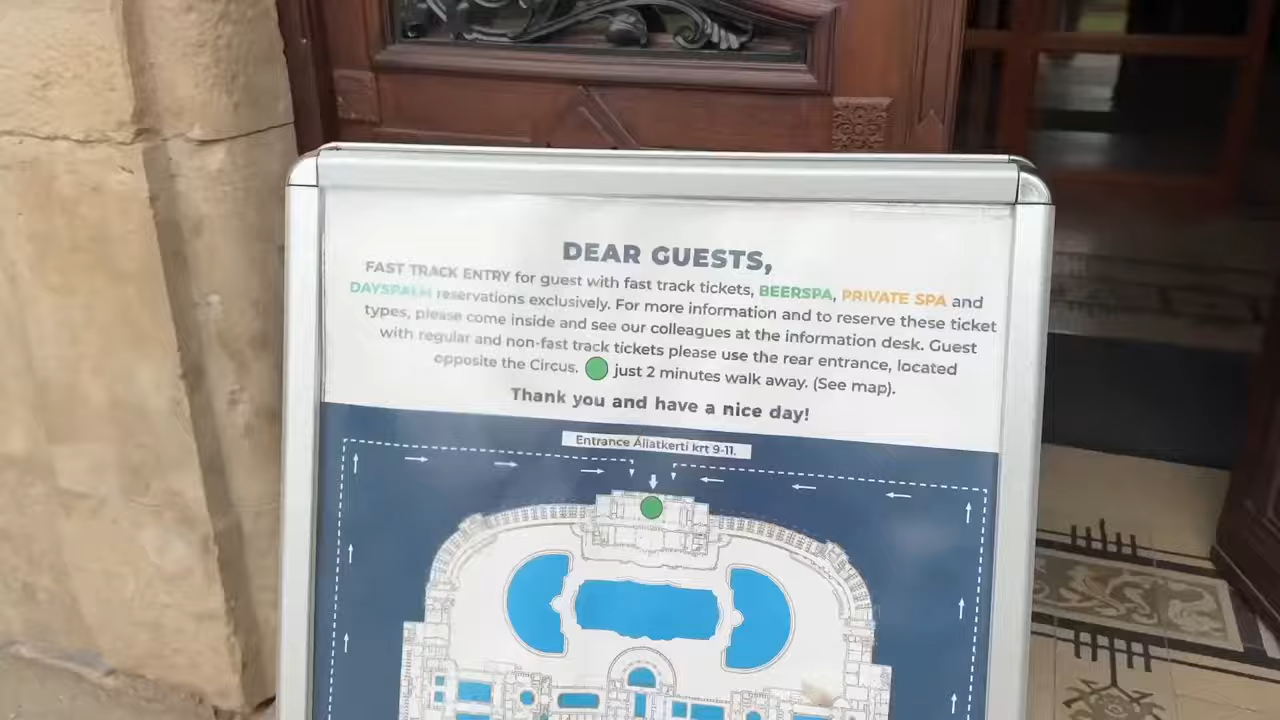 DEAR GUESTS,
FAST TRACK ENTRY for guest with fast track tickets, BEERSPA, PRIVATE SPA and
DAYSPALM reservations exclusively. For more information and to reserve these ticket
types, please come inside and see our colleagues at the information desk. Guest
with regular and non-fast track tickets please use the rear entrance, located
opposite the Circus. just 2 minutes walk away. (See map).
Thank you and have a nice day!
Entrance Állatkerti krt 9-11.